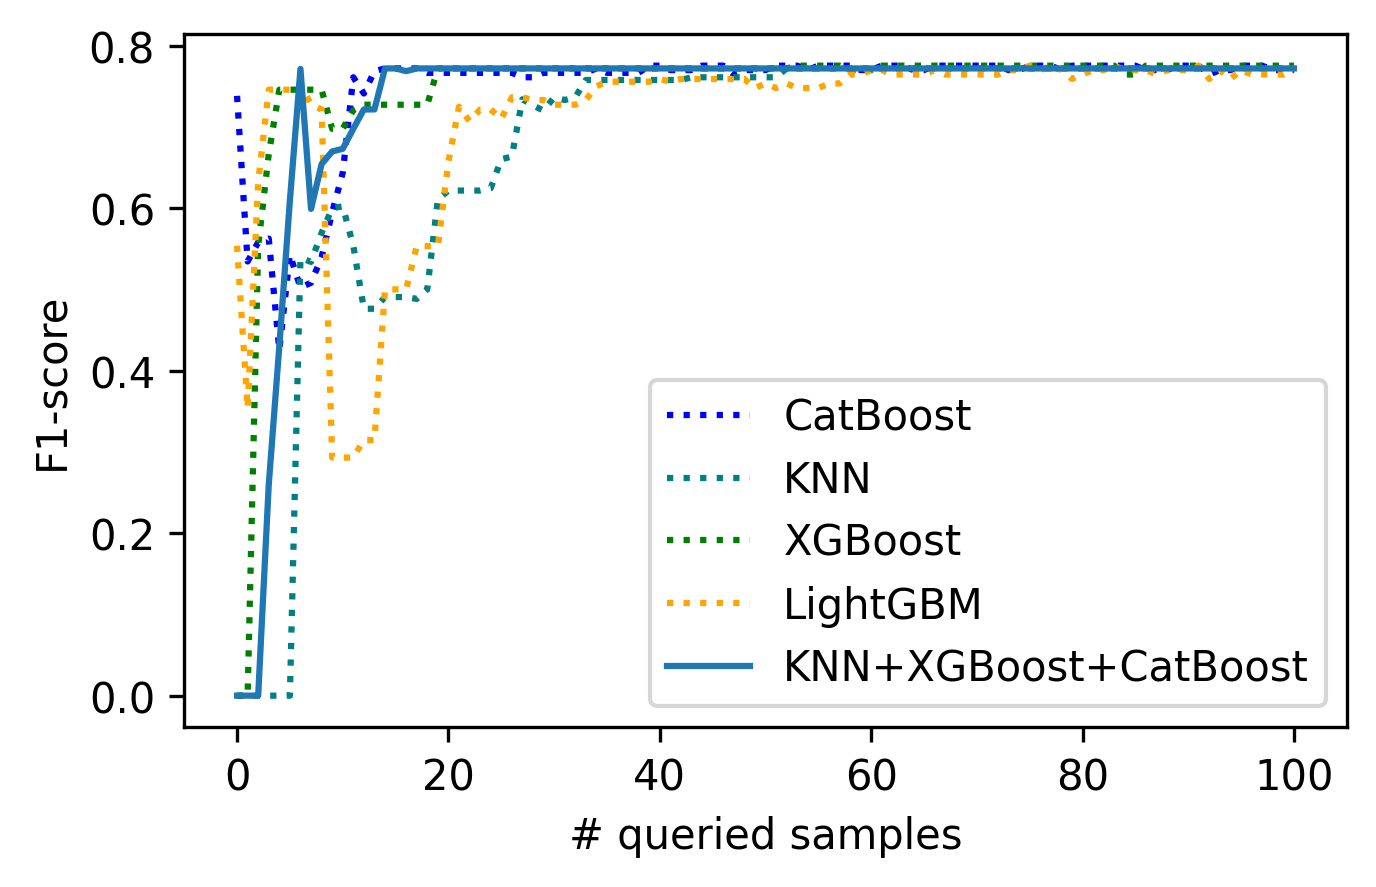 0.8
0.6
0.4
0.2
0.0
F1-score
0 20 40 60 80 100
# queried samples
CatBoost
KNN
XGBoost
LightGBM
KNN+XGBoost+CatBoost